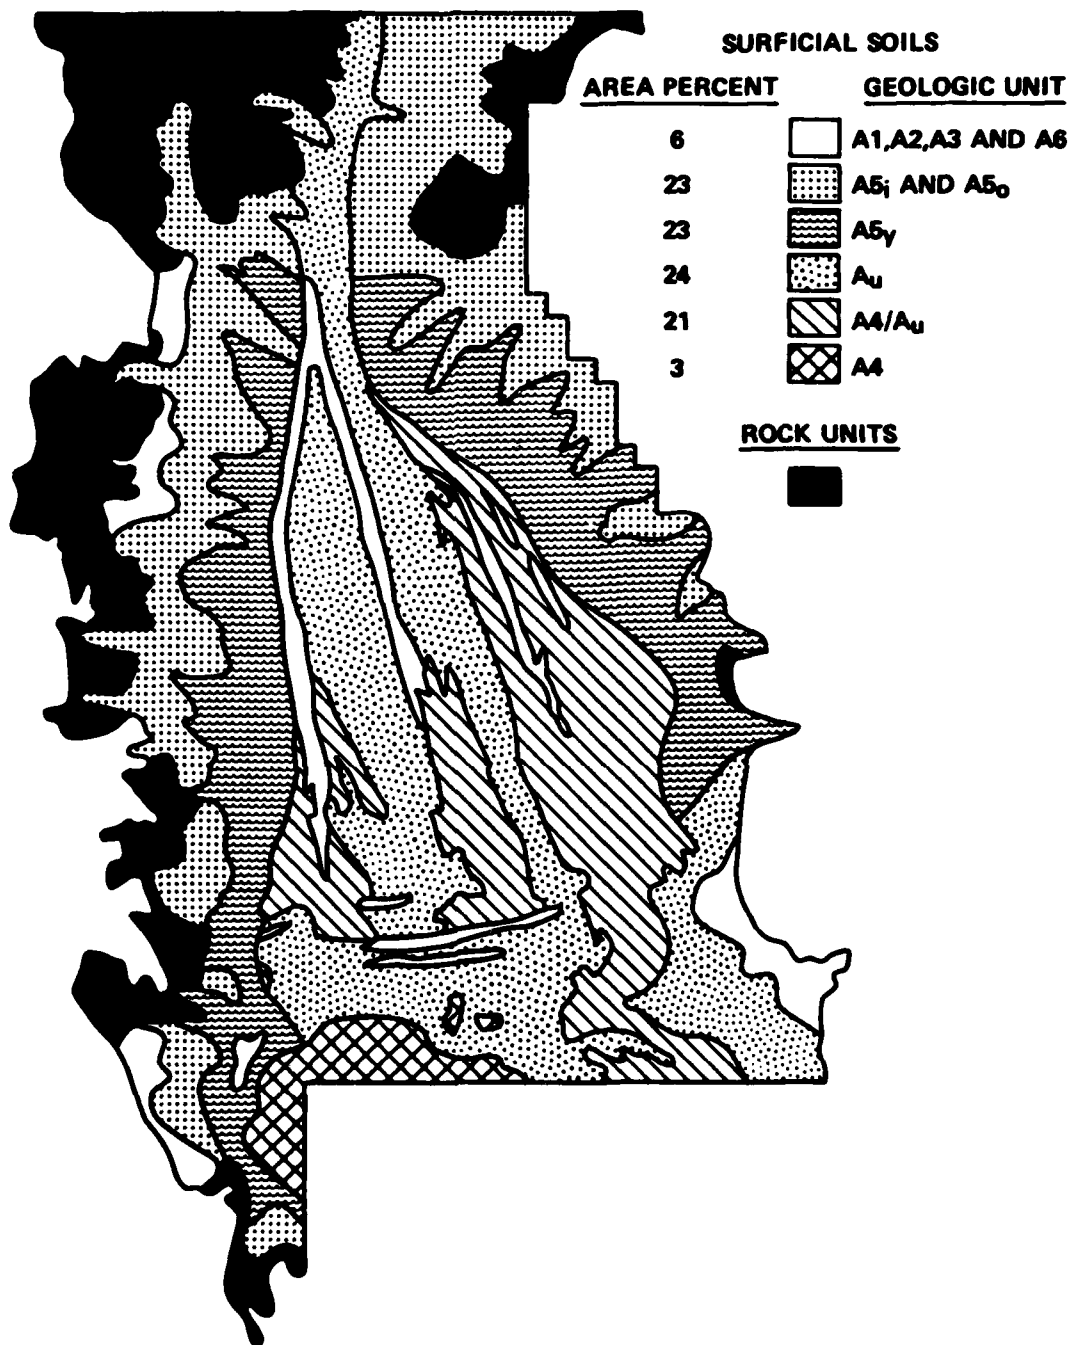 SURFICIAL SOILS
AREA PERCENT GEOLOGIC UNIT
6 A1,A2,A3 AND A6
23 A5i AND A5o
23 A5y
24 Au
21 A4/Au
3 A4
ROCK UNITS